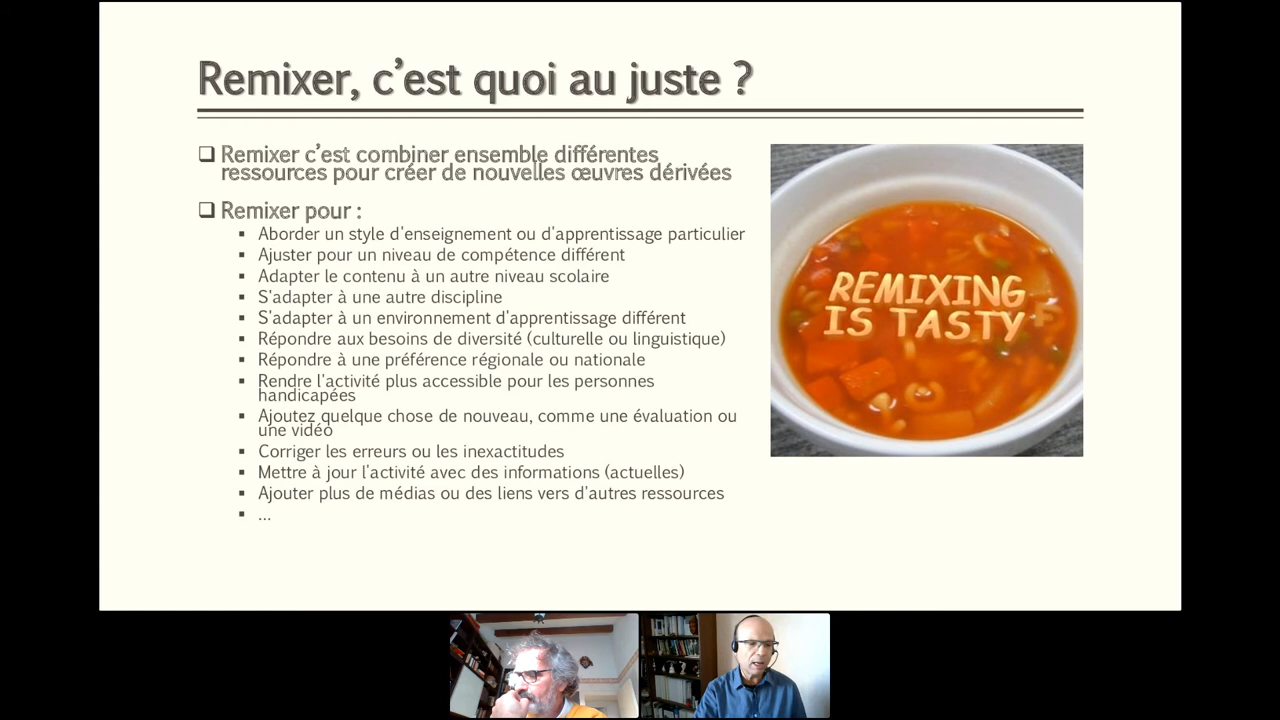 Remixer, c’est quoi au juste ?
Remixer c’est combiner ensemble différentes
ressources pour créer de nouvelles œuvres dérivées
Remixer pour :
Aborder un style d'enseignement ou d'apprentissage particulier
Ajuster pour un niveau de compétence différent
Adapter le contenu à un autre niveau scolaire
S'adapter à une autre discipline
S'adapter à un environnement d'apprentissage différent
Répondre aux besoins de diversité (culturelle ou linguistique)
Répondre à une préférence régionale ou nationale
Rendre l'activité plus accessible pour les personnes
handicapées
Ajoutez quelque chose de nouveau, comme une évaluation ou
une vidéo
Corriger les erreurs ou les inexactitudes
Mettre à jour l'activité avec des informations (actuelles)
Ajouter plus de médias ou des liens vers d'autres ressources
...
REMIXING
IS TASTY